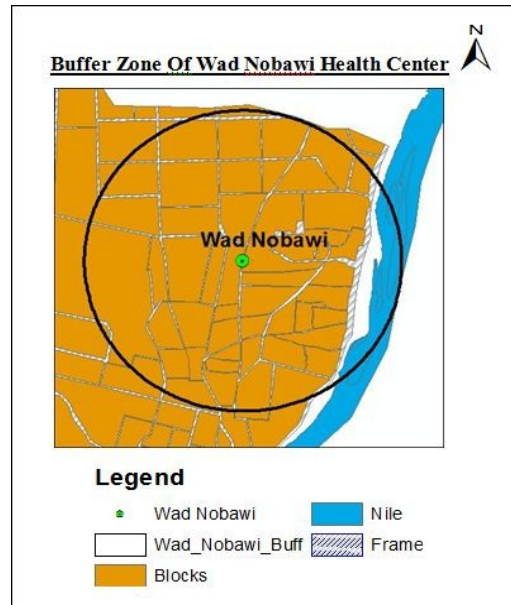 N
Buffer Zone Of Wad Nobawi Health Center
Wad Nobawi
Legend
Wad Nobawi
Nile
Wad_Nobawi_Buff
Frame
Blocks